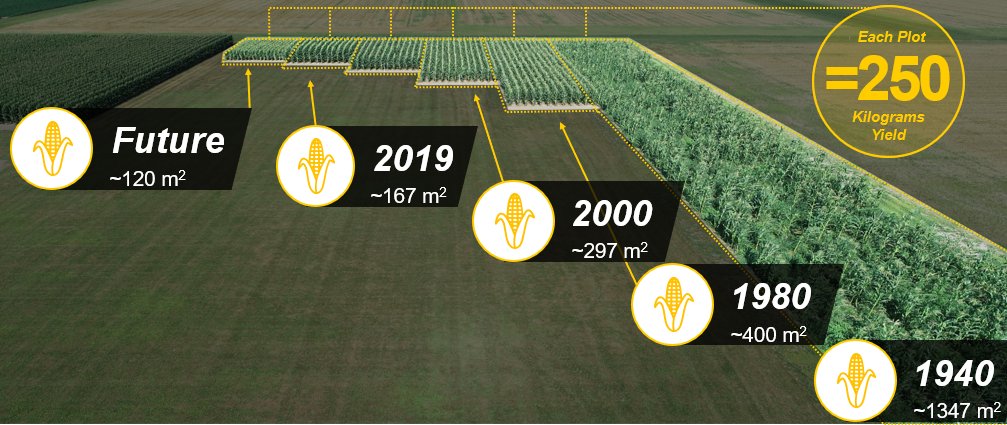 Each Plot
=250
Kilograms
Yield
Future
~120 m²
2019
~167 m²
2000
~297 m²
1980
~400 m²
1940
~1347 m²